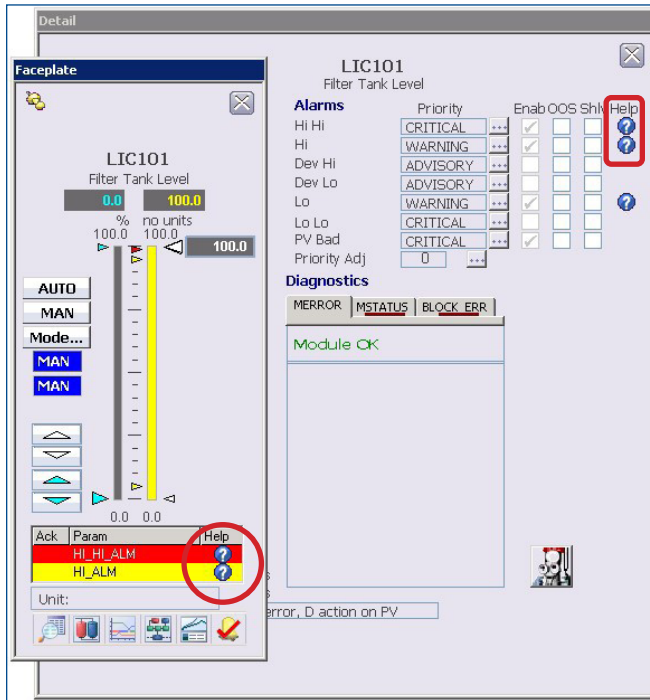 Detail
Faceplate
LIC101
Filter Tank Level
0.0 100.0
% no units
100.0 100.0
100.0
AUTO
MAN
Mode...
MAN
MAN
0.0 0.0
Ack Param Help
HI_HI_ALM
HI_ALM
Unit:
LIC101
Filter Tank Level
Alarms Priority Enab OOS Shlv Help
Hi Hi CRITICAL ...
Hi WARNING ...
Dev Hi ADVISORY ...
Dev Lo ADVISORY ...
Lo WARNING ...
Lo Lo CRITICAL ...
PV Bad CRITICAL ...
Priority Adj 0 ...
Diagnostics
MERROR MSTATUS BLOCK_ERR
Module OK
s
s
error, D action on PV